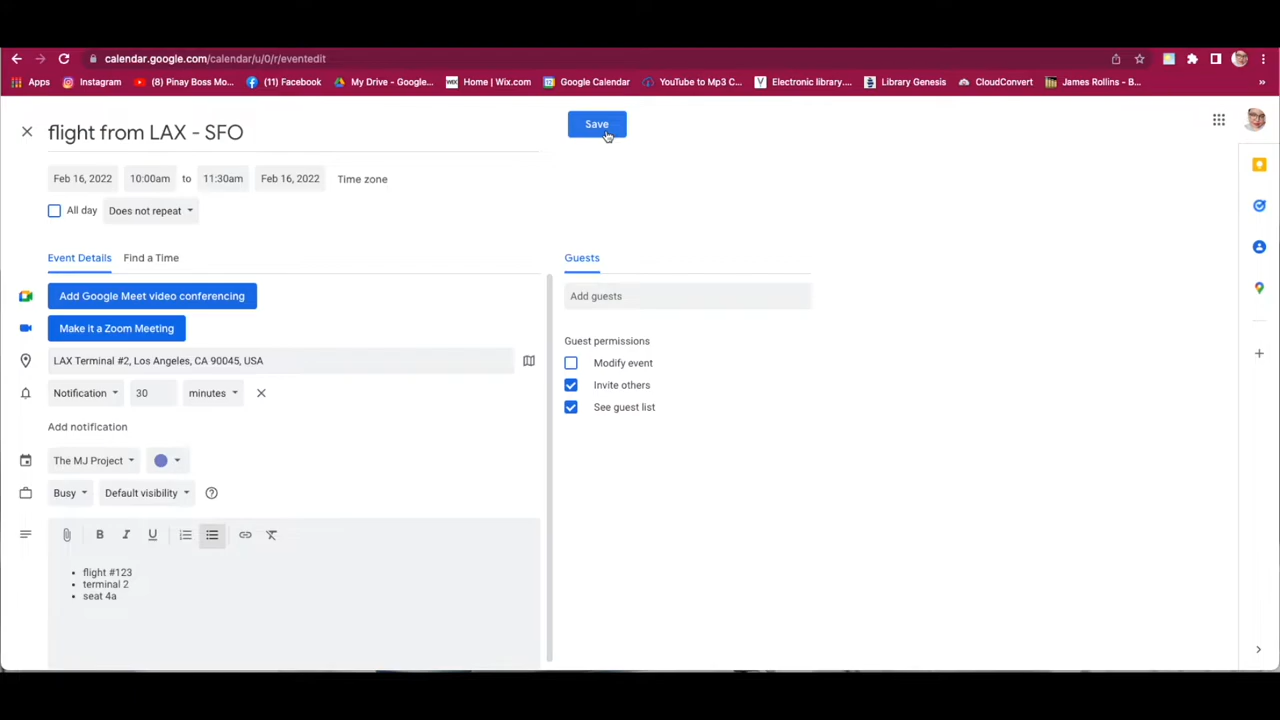 calendar.google.com/calendar/u/0/r/eventedit
Apps Instagram (8) Pinay Boss Mo... (11) Facebook My Drive - Google... WIX Home | Wix.com Google Calendar YouTube to Mp3 C... Electronic library.... Library Genesis CloudConvert James Rollins - B... »
flight from LAX - SFO
Save
Feb 16, 2022 10:00am to 11:30am Feb 16, 2022 Time zone
All day Does not repeat
Event Details Find a Time Guests
Add Google Meet video conferencing Add guests
Make it a Zoom Meeting
Guest permissions
LAX Terminal #2, Los Angeles, CA 90045, USA Modify event
Invite others
Notification 30 minutes
See guest list
Add notification
The MJ Project
Busy Default visibility
B I U
• flight #123
• terminal 2
• seat 4a